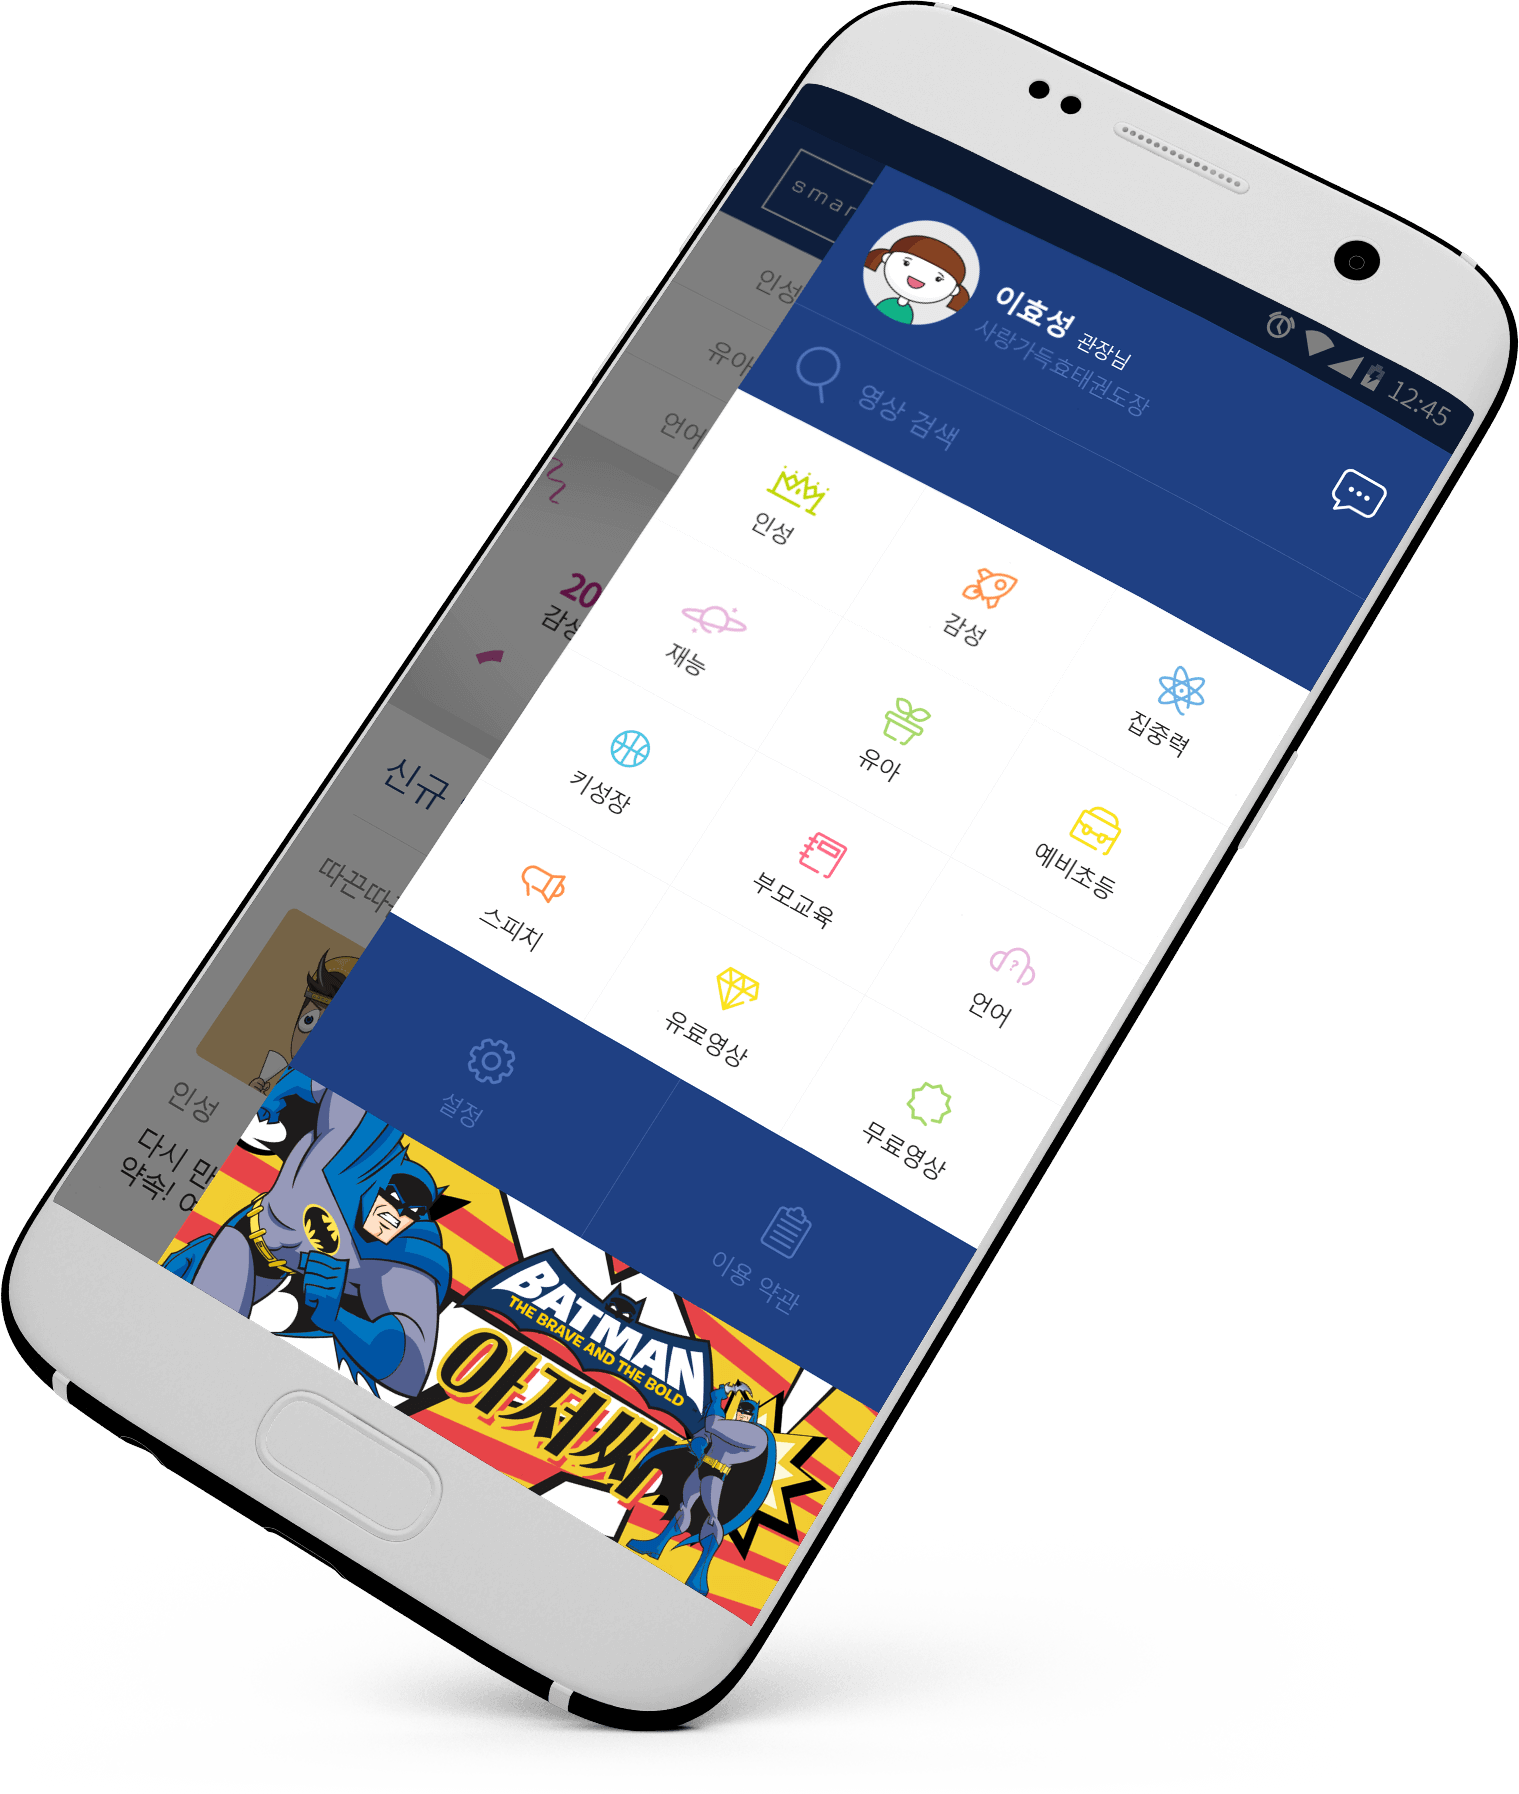 12:45
smar
이효성 관장님
사랑가득효태권도장
영상 검색
인성
감성
집중력
재능
유아
예비초등
키성장
부모교육
언어
스피치
유료영상
무료영상
설정
이용 약관
인성
유아
언어
20
감성
신규
따끈따
인성
다시 만
약속!
BATMAN
THE BRAVE AND THE BOLD
아저씨